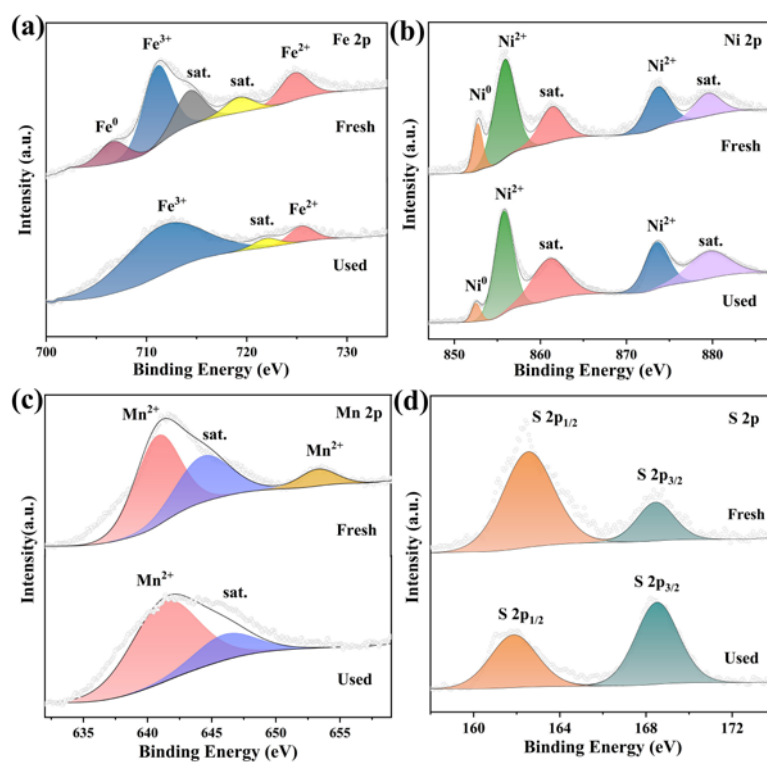 (a)
Fe 2p
Fe³⁺
sat.
sat.
Fe²⁺
Fe⁰
Fresh
Fe³⁺
sat.
Fe²⁺
Used
Intensity (a.u.)
700 710 720 730
Binding Energy (eV)
(b)
Ni 2p
Ni²⁺
Ni⁰
sat.
Ni²⁺
sat.
Fresh
Ni²⁺
Ni⁰
sat.
Ni²⁺
sat.
Used
Intensity (a.u.)
850 860 870 880
Binding Energy (eV)
(c)
Mn 2p
Mn²⁺
sat.
Mn²⁺
Fresh
Mn²⁺
sat.
Used
Intensity(a.u.)
635 640 645 650 655
Binding Energy (eV)
(d)
S 2p
S 2p₁/₂
S 2p₃/₂
Fresh
S 2p₁/₂
S 2p₃/₂
Used
Intensity(a.u.)
160 164 168 172
Binding Energy (eV)